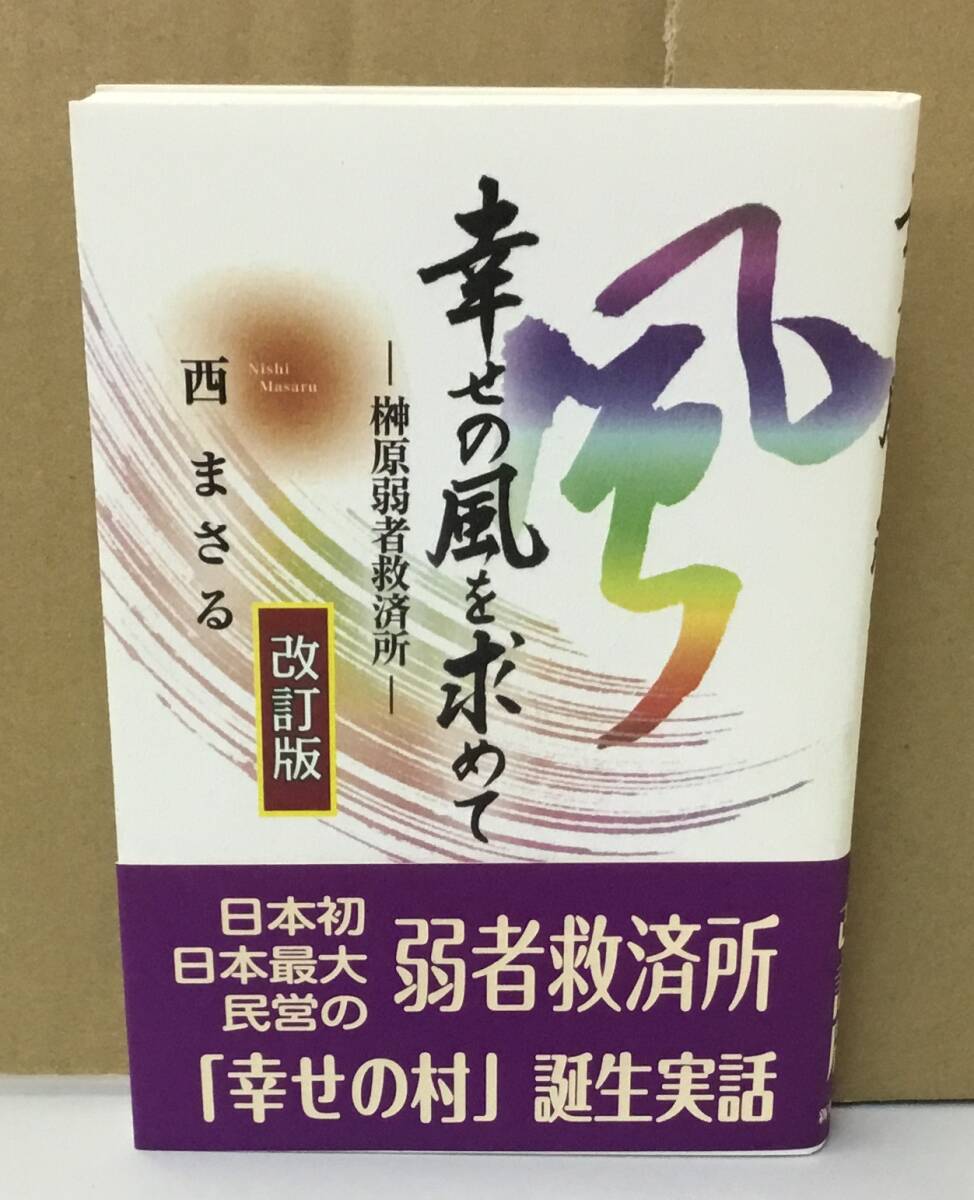 風
幸せの風を求めて
―榊原弱者救済所―
Nishi
Masaru
西まさる
改訂版
日本初
日本最大
民営の
弱者救済所
「幸せの村」誕生実話